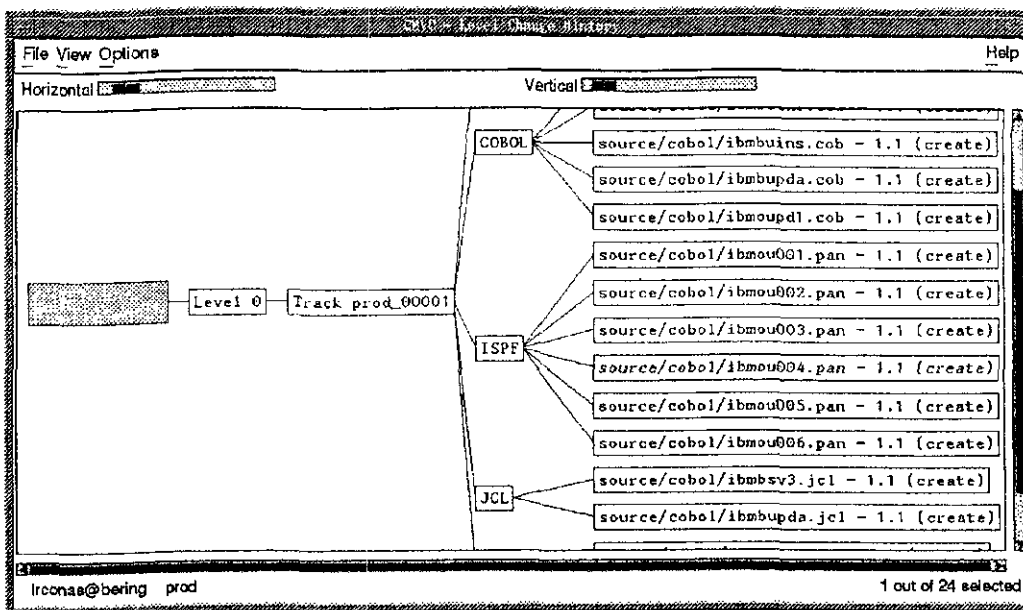 CMVC - Level Change History
File View Options Help
Horizontal Vertical
COBOL
source/cobol/ibmbuins.cob - 1.1 (create)
source/cobol/ibmbupda.cob - 1.1 (create)
source/cobol/ibmoupd1.cob - 1.1 (create)
Level 0
Track prod_00001
ISPF
source/cobol/ibmou001.pan - 1.1 (create)
source/cobol/ibmou002.pan - 1.1 (create)
source/cobol/ibmou003.pan - 1.1 (create)
source/cobol/ibmou004.pan - 1.1 (create)
source/cobol/ibmou005.pan - 1.1 (create)
source/cobol/ibmou006.pan - 1.1 (create)
JCL
source/cobol/ibmbsv3.jcl - 1.1 (create)
source/cobol/ibmbupda.jcl - 1.1 (create)
lrconas@bering prod 1 out of 24 selected